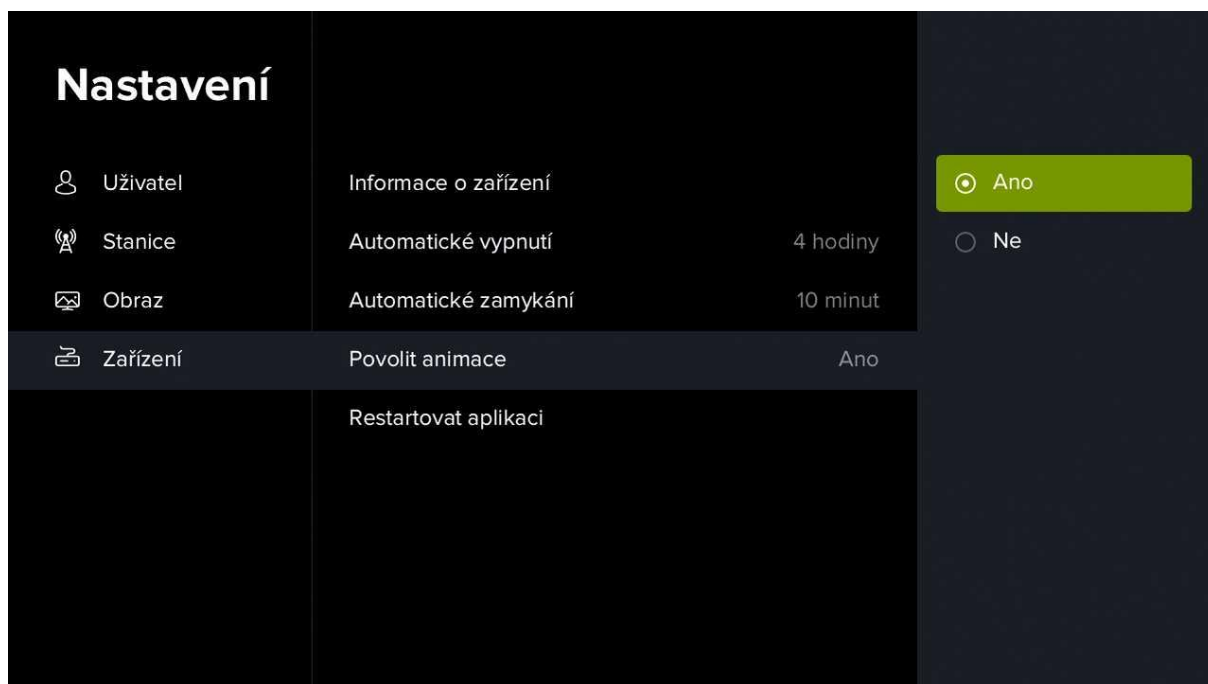 Nastavení
Uživatel
Stanice
Obraz
Zařízení
Informace o zařízení
Automatické vypnutí 4 hodiny
Automatické zamykání 10 minut
Povolit animace Ano
Restartovat aplikaci
Ano
Ne